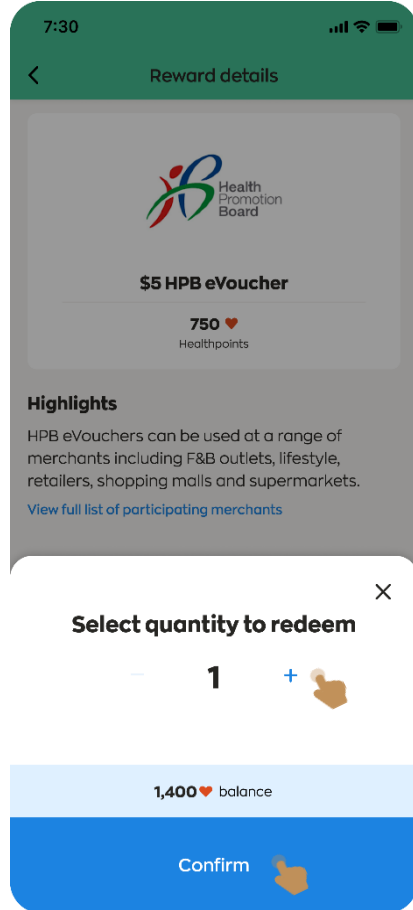 7:30
Reward details
Health
Promotion
Board
$5 HPB eVoucher
750
Healthpoints
Highlights
HPB eVouchers can be used at a range of
merchants including F&B outlets, lifestyle,
retailers, shopping malls and supermarkets.
View full list of participating merchants
Select quantity to redeem
− 1 +
1,400 balance
Confirm